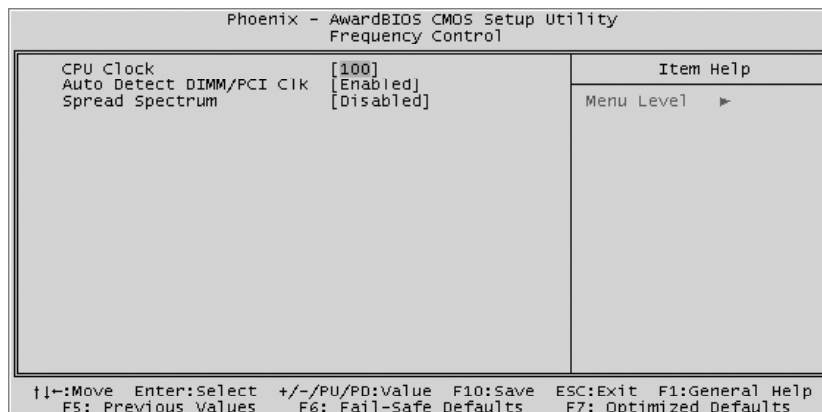 Phoenix - AwardBIOS CMOS Setup Utility
Frequency Control
CPU Clock [100]
Auto Detect DIMM/PCI Clk [Enabled]
Spread Spectrum [Disabled]
Item Help
Menu Level ►
↑↓←:Move Enter:Select +/-/PU/PD:Value F10:Save ESC:Exit F1:General Help
F5: Previous Values F6: Fail-Safe Defaults F7: Optimized Defaults